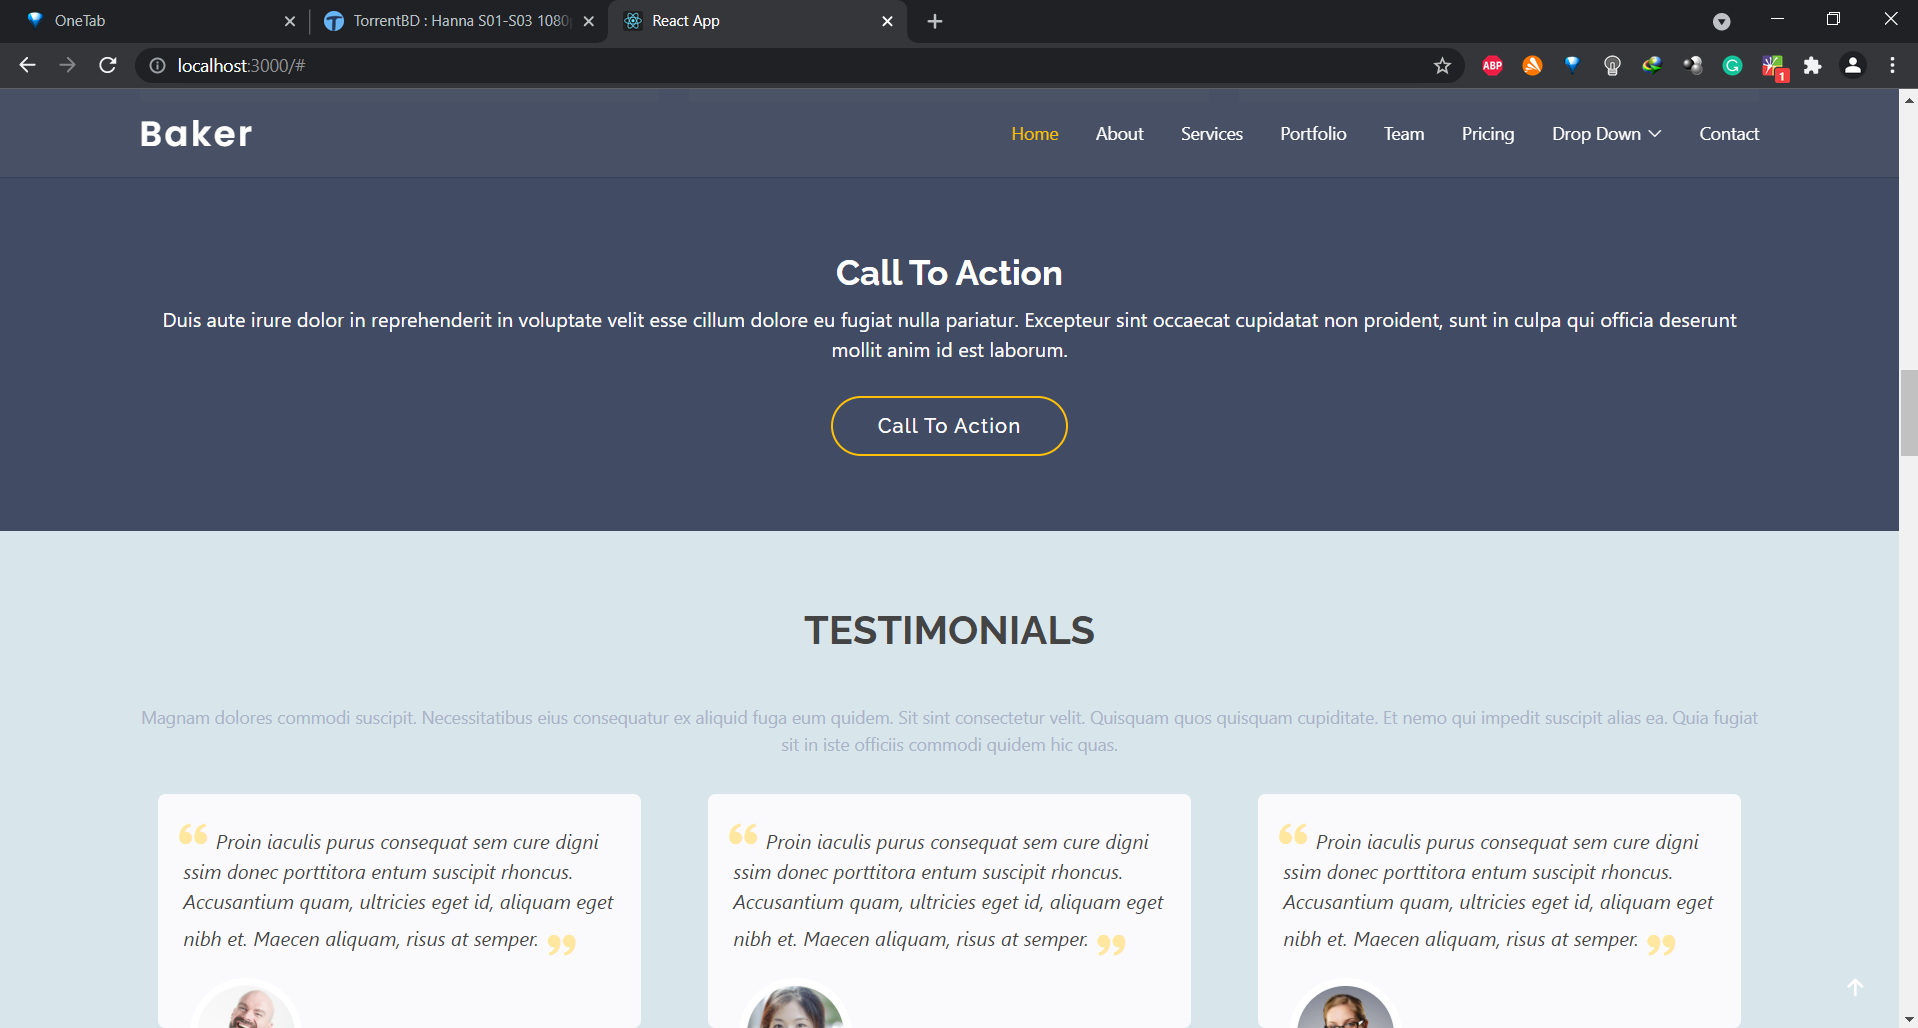 OneTab
TorrentBD : Hanna S01-S03 1080p
React App
localhost:3000/#
ABP
1
Baker
Home About Services Portfolio Team Pricing Drop Down Contact
Call To Action
Duis aute irure dolor in reprehenderit in voluptate velit esse cillum dolore eu fugiat nulla pariatur. Excepteur sint occaecat cupidatat non proident, sunt in culpa qui officia deserunt
mollit anim id est laborum.
Call To Action
TESTIMONIALS
Magnam dolores commodi suscipit. Necessitatibus eius consequatur ex aliquid fuga eum quidem. Sit sint consectetur velit. Quisquam quos quisquam cupiditate. Et nemo qui impedit suscipit alias ea. Quia fugiat
sit in iste officiis commodi quidem hic quas.
“ Proin iaculis purus consequat sem cure digni
ssim donec porttitora entum suscipit rhoncus.
Accusantium quam, ultricies eget id, aliquam eget
nibh et. Maecen aliquam, risus at semper. ”
“ Proin iaculis purus consequat sem cure digni
ssim donec porttitora entum suscipit rhoncus.
Accusantium quam, ultricies eget id, aliquam eget
nibh et. Maecen aliquam, risus at semper. ”
“ Proin iaculis purus consequat sem cure digni
ssim donec porttitora entum suscipit rhoncus.
Accusantium quam, ultricies eget id, aliquam eget
nibh et. Maecen aliquam, risus at semper. ”